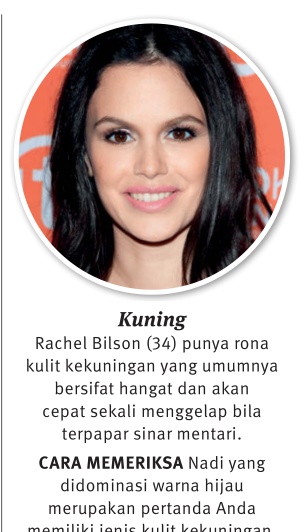 Kuning
Rachel Bilson (34) punya rona
kulit kekuningan yang umumnya
bersifat hangat dan akan
cepat sekali menggelap bila
terpapar sinar mentari.
CARA MEMERIKSA Nadi yang
didominasi warna hijau
merupakan pertanda Anda
memiliki jenis kulit kekuningan.